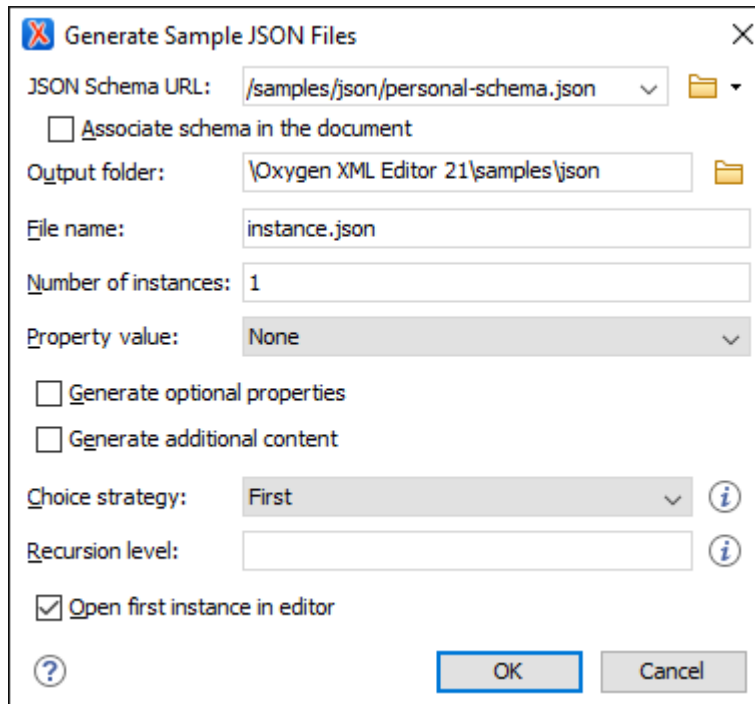 Generate Sample JSON Files
JSON Schema URL: /samples/json/personal-schema.json
Associate schema in the document
Output folder: \Oxygen XML Editor 21\samples\json
File name: instance.json
Number of instances: 1
Property value: None
Generate optional properties
Generate additional content
Choice strategy: First
Recursion level:
Open first instance in editor
OK Cancel